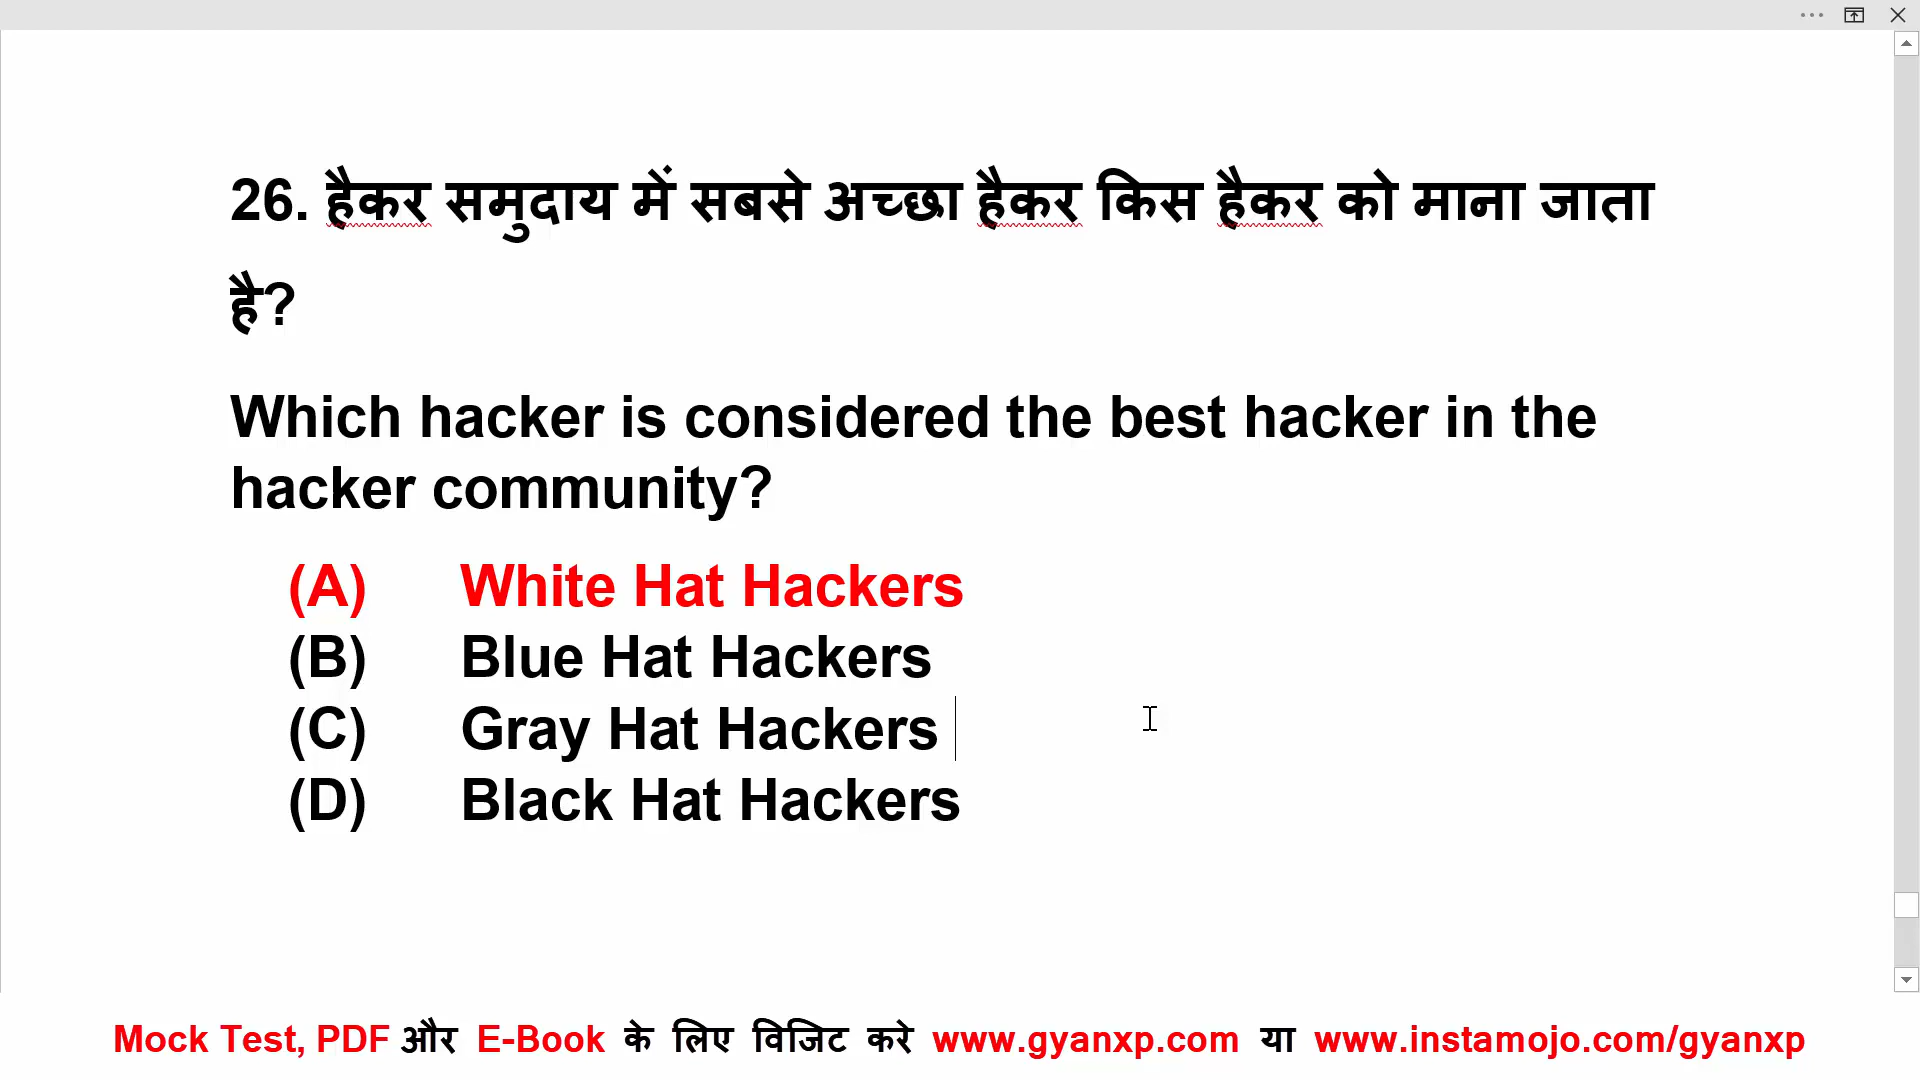 26. हैकर समुदाय में सबसे अच्छा हैकर किस हैकर को माना जाता
है?
Which hacker is considered the best hacker in the
hacker community?
(A) White Hat Hackers
(B) Blue Hat Hackers
(C) Gray Hat Hackers
(D) Black Hat Hackers
Mock Test, PDF और E-Book के लिए विजिट करे www.gyanxp.com या www.instamojo.com/gyanxp